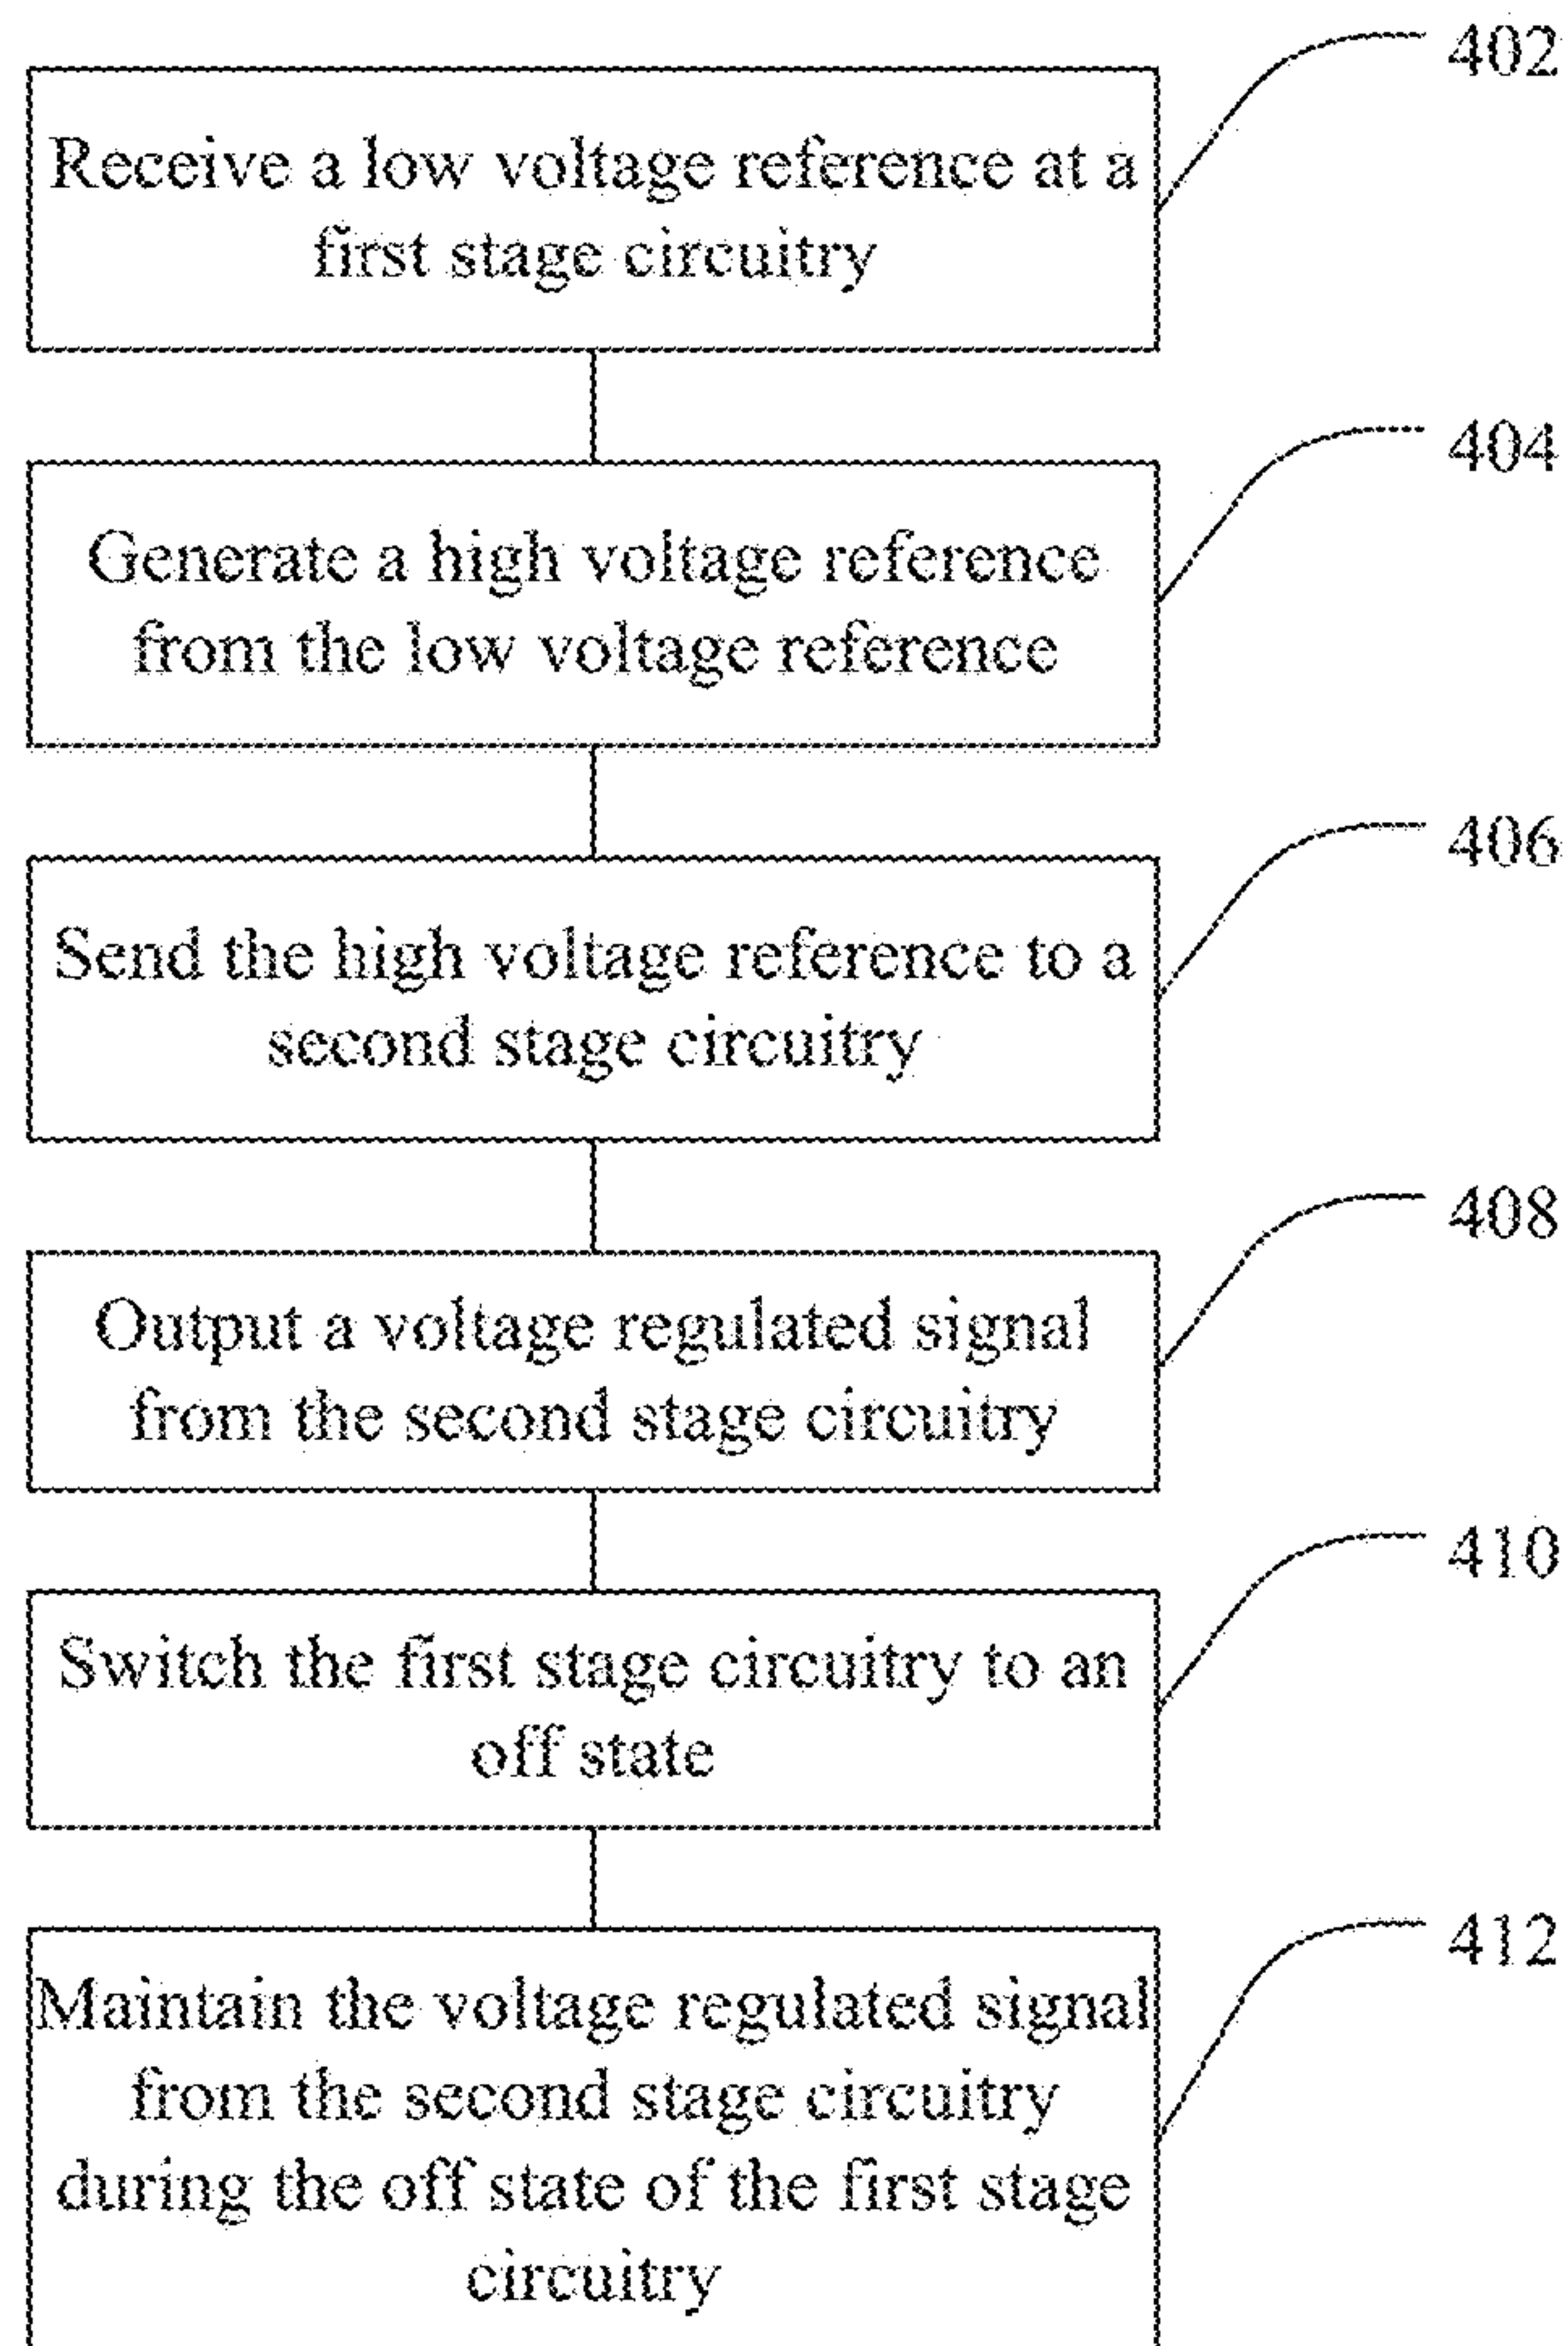 402
Receive a low voltage reference at a
first stage circuitry
404
Generate a high voltage reference
from the low voltage reference
406
Send the high voltage reference to a
second stage circuitry
408
Output a voltage regulated signal
from the second stage circuitry
410
Switch the first stage circuitry to an
off state
412
Maintain the voltage regulated signal
from the second stage circuitry
during the off state of the first stage
circuitry